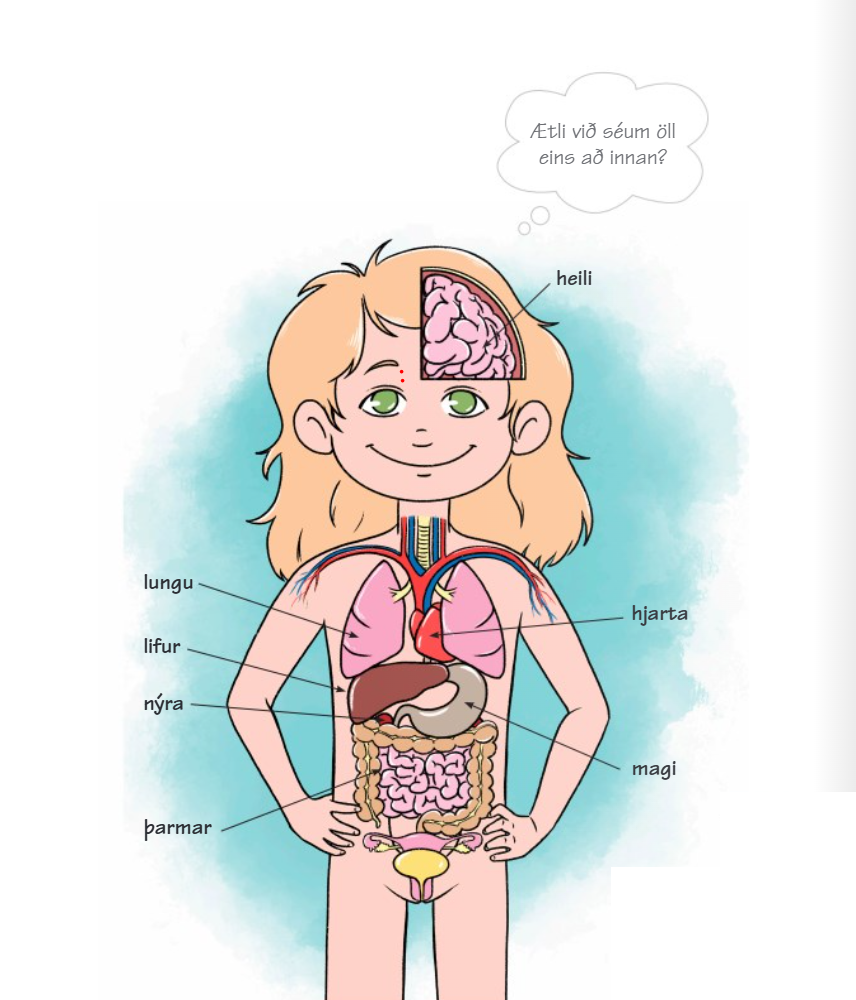 Ætli við séum öll
eins að innan?
heili
lungu
hjarta
lifur
nýra
magi
þarmar